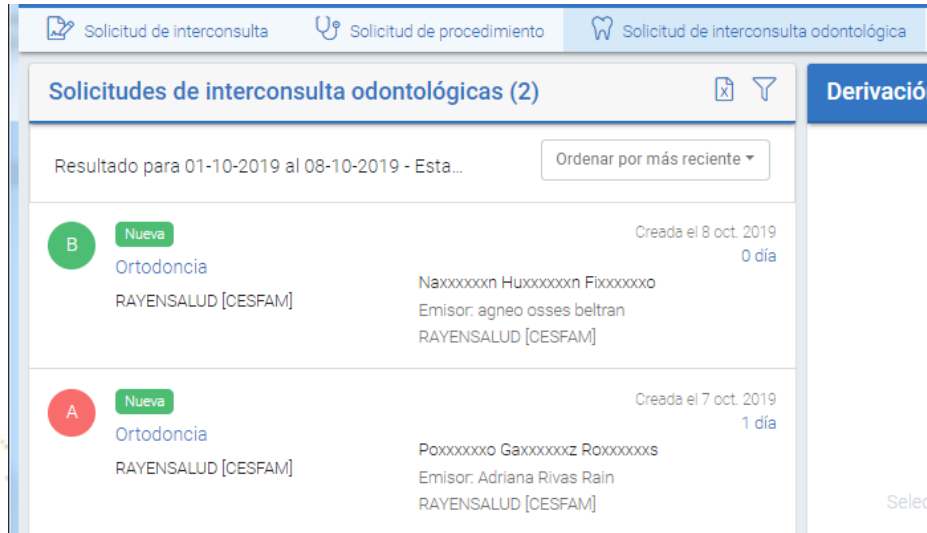 Solicitud de interconsulta
Solicitud de procedimiento
Solicitud de interconsulta odontológica
Solicitudes de interconsulta odontológicas (2)
Derivación
Resultado para 01-10-2019 al 08-10-2019 - Esta...
Ordenar por más reciente
B
Nueva
Creada el 8 oct. 2019
0 día
Ortodoncia
Naxxxxxxn Huxxxxxxn Fixxxxxxo
RAYENSALUD [CESFAM]
Emisor: agneo osses beltran
RAYENSALUD [CESFAM]
A
Nueva
Creada el 7 oct. 2019
1 día
Ortodoncia
Poxxxxxxo Gaxxxxxxz Roxxxxxxs
RAYENSALUD [CESFAM]
Emisor: Adriana Rivas Rain
RAYENSALUD [CESFAM]
Selec